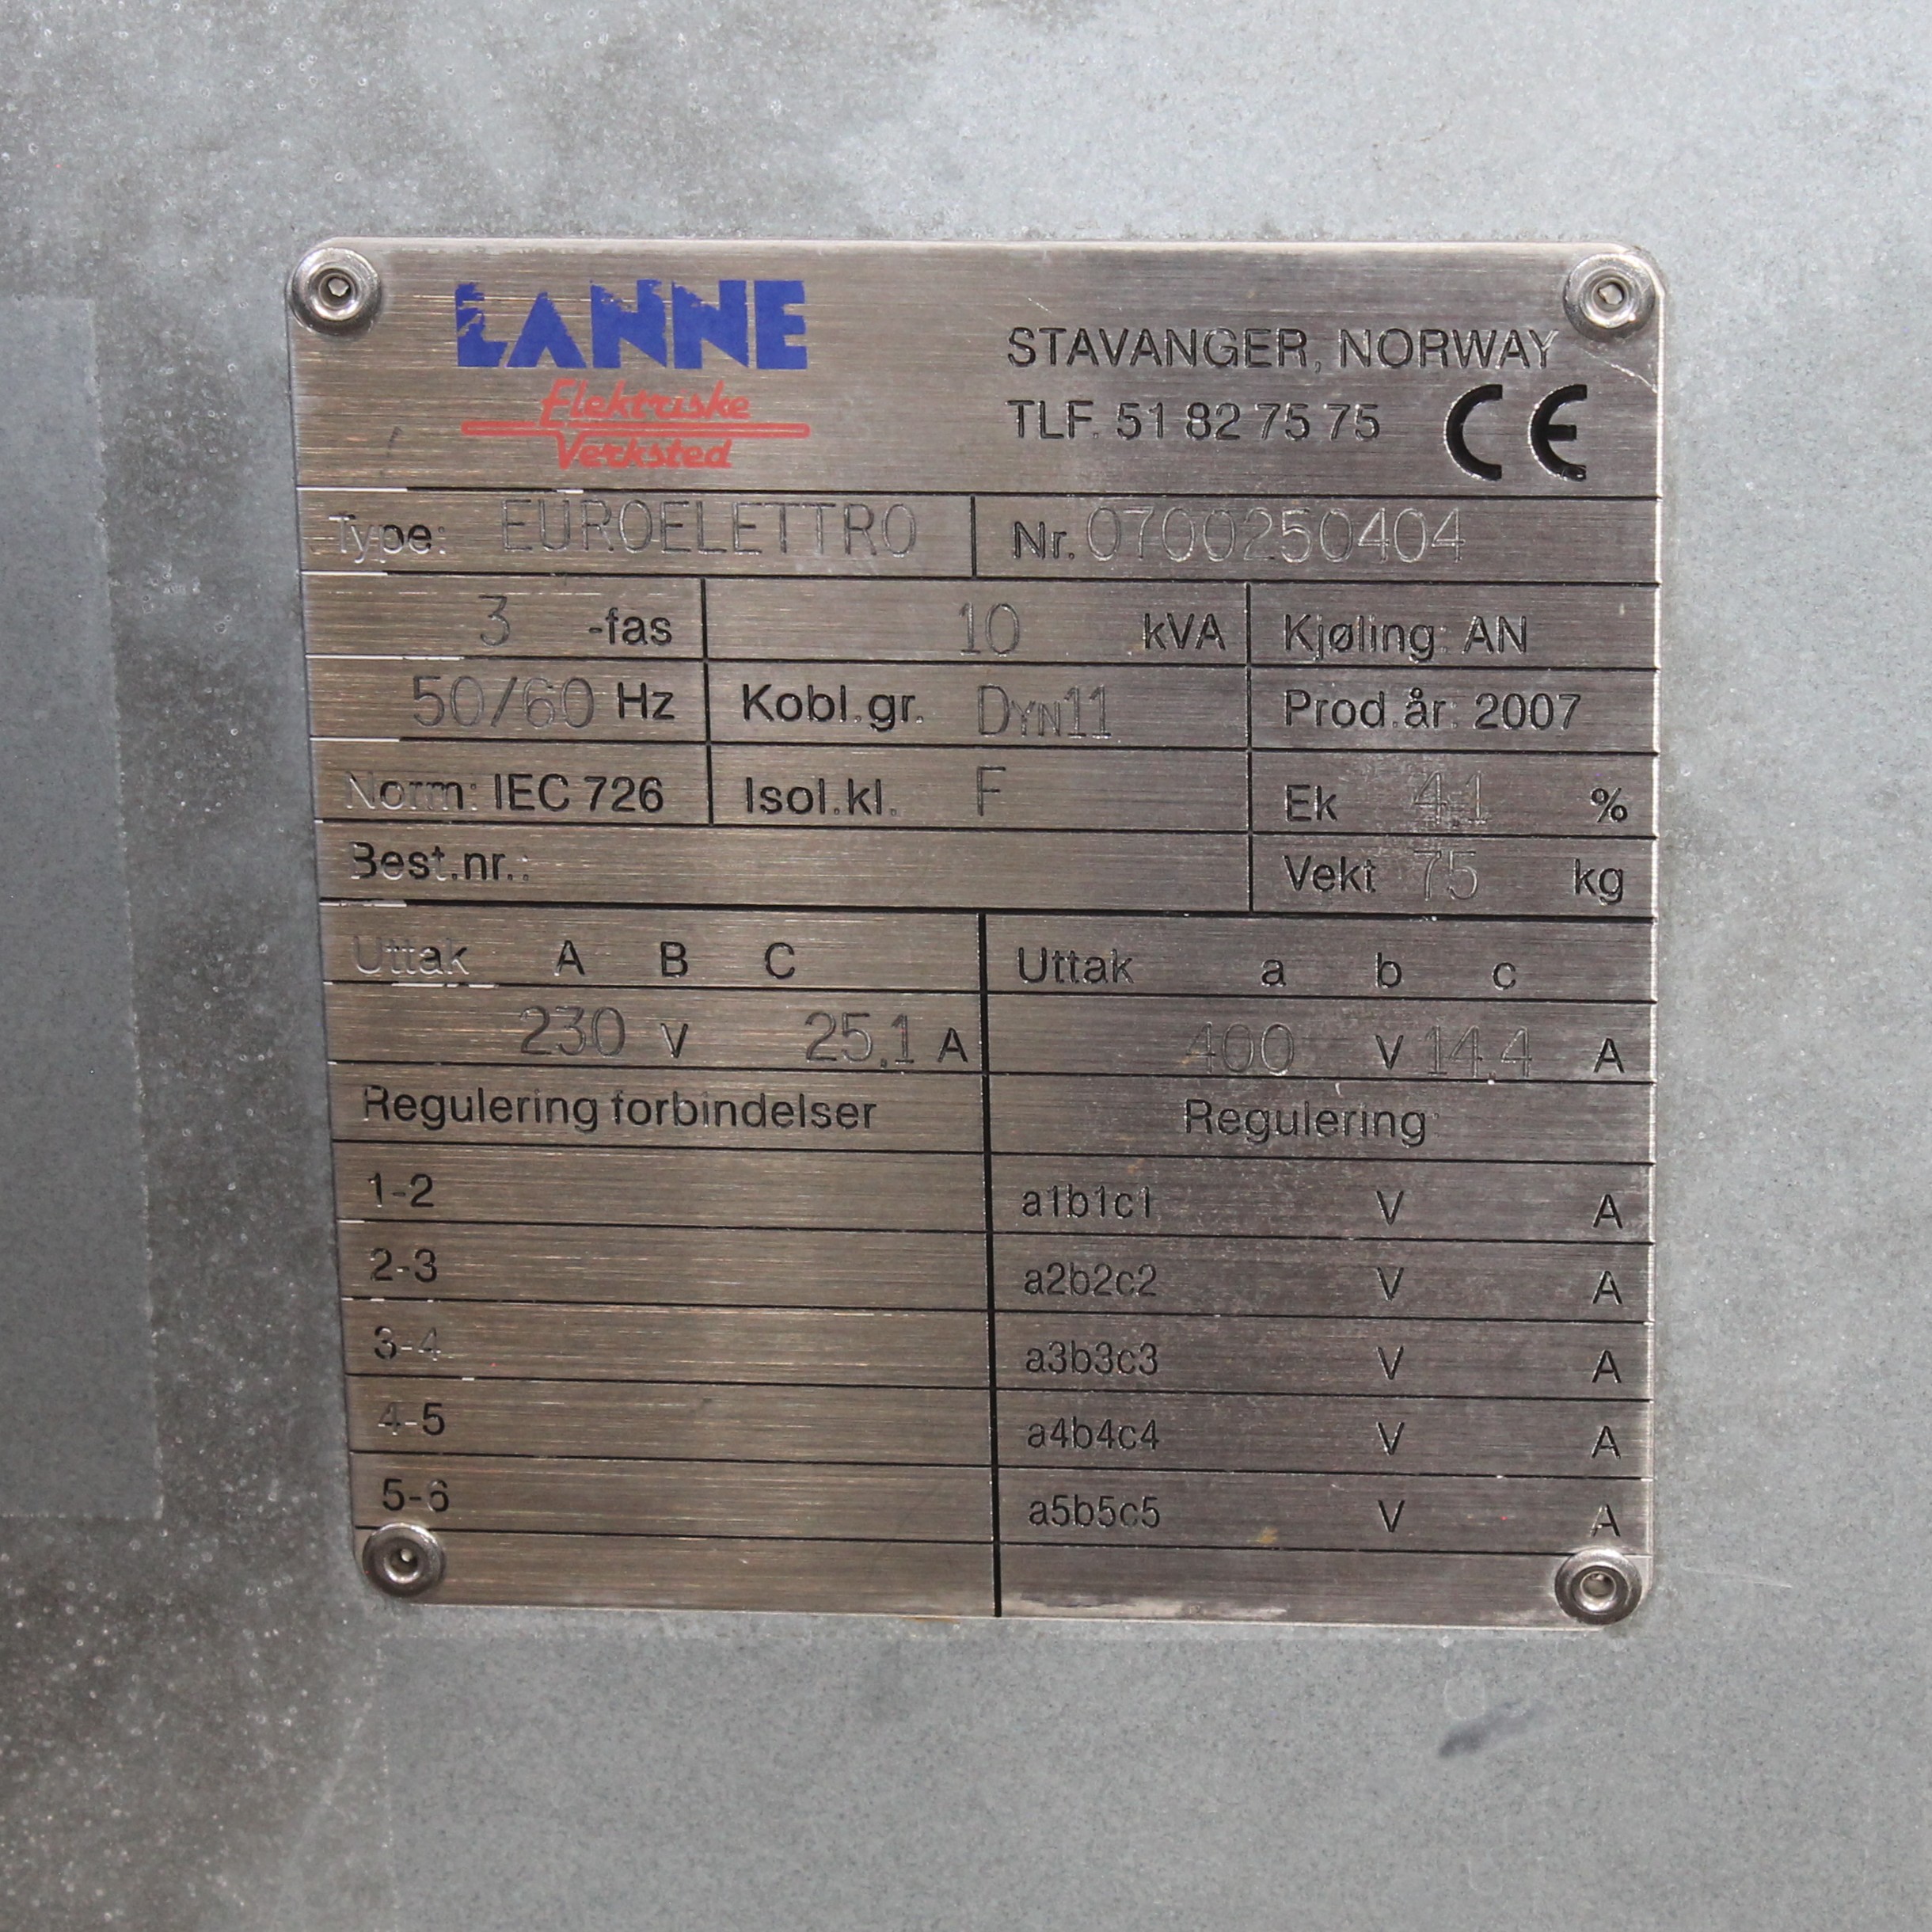 LANNE
Elektriske
Verksted
STAVANGER, NORWAY
TLF. 51 82 75 75 CE
Type: EUROELETTRO Nr. 0700250404
3 -fas 10 kVA Kjøling: AN
50/60 Hz Kobl.gr. DYN11 Prod.år: 2007
Norm: IEC 726 Isol.kl. F Ek 4,1 %
Best.nr.: Vekt 75 kg
Uttak A B C Uttak a b c
230 V 25,1 A 400 V 14,4 A
Regulering forbindelser Regulering:
1-2 a1b1c1 V A
2-3 a2b2c2 V A
3-4 a3b3c3 V A
4-5 a4b4c4 V A
5-6 a5b5c5 V A